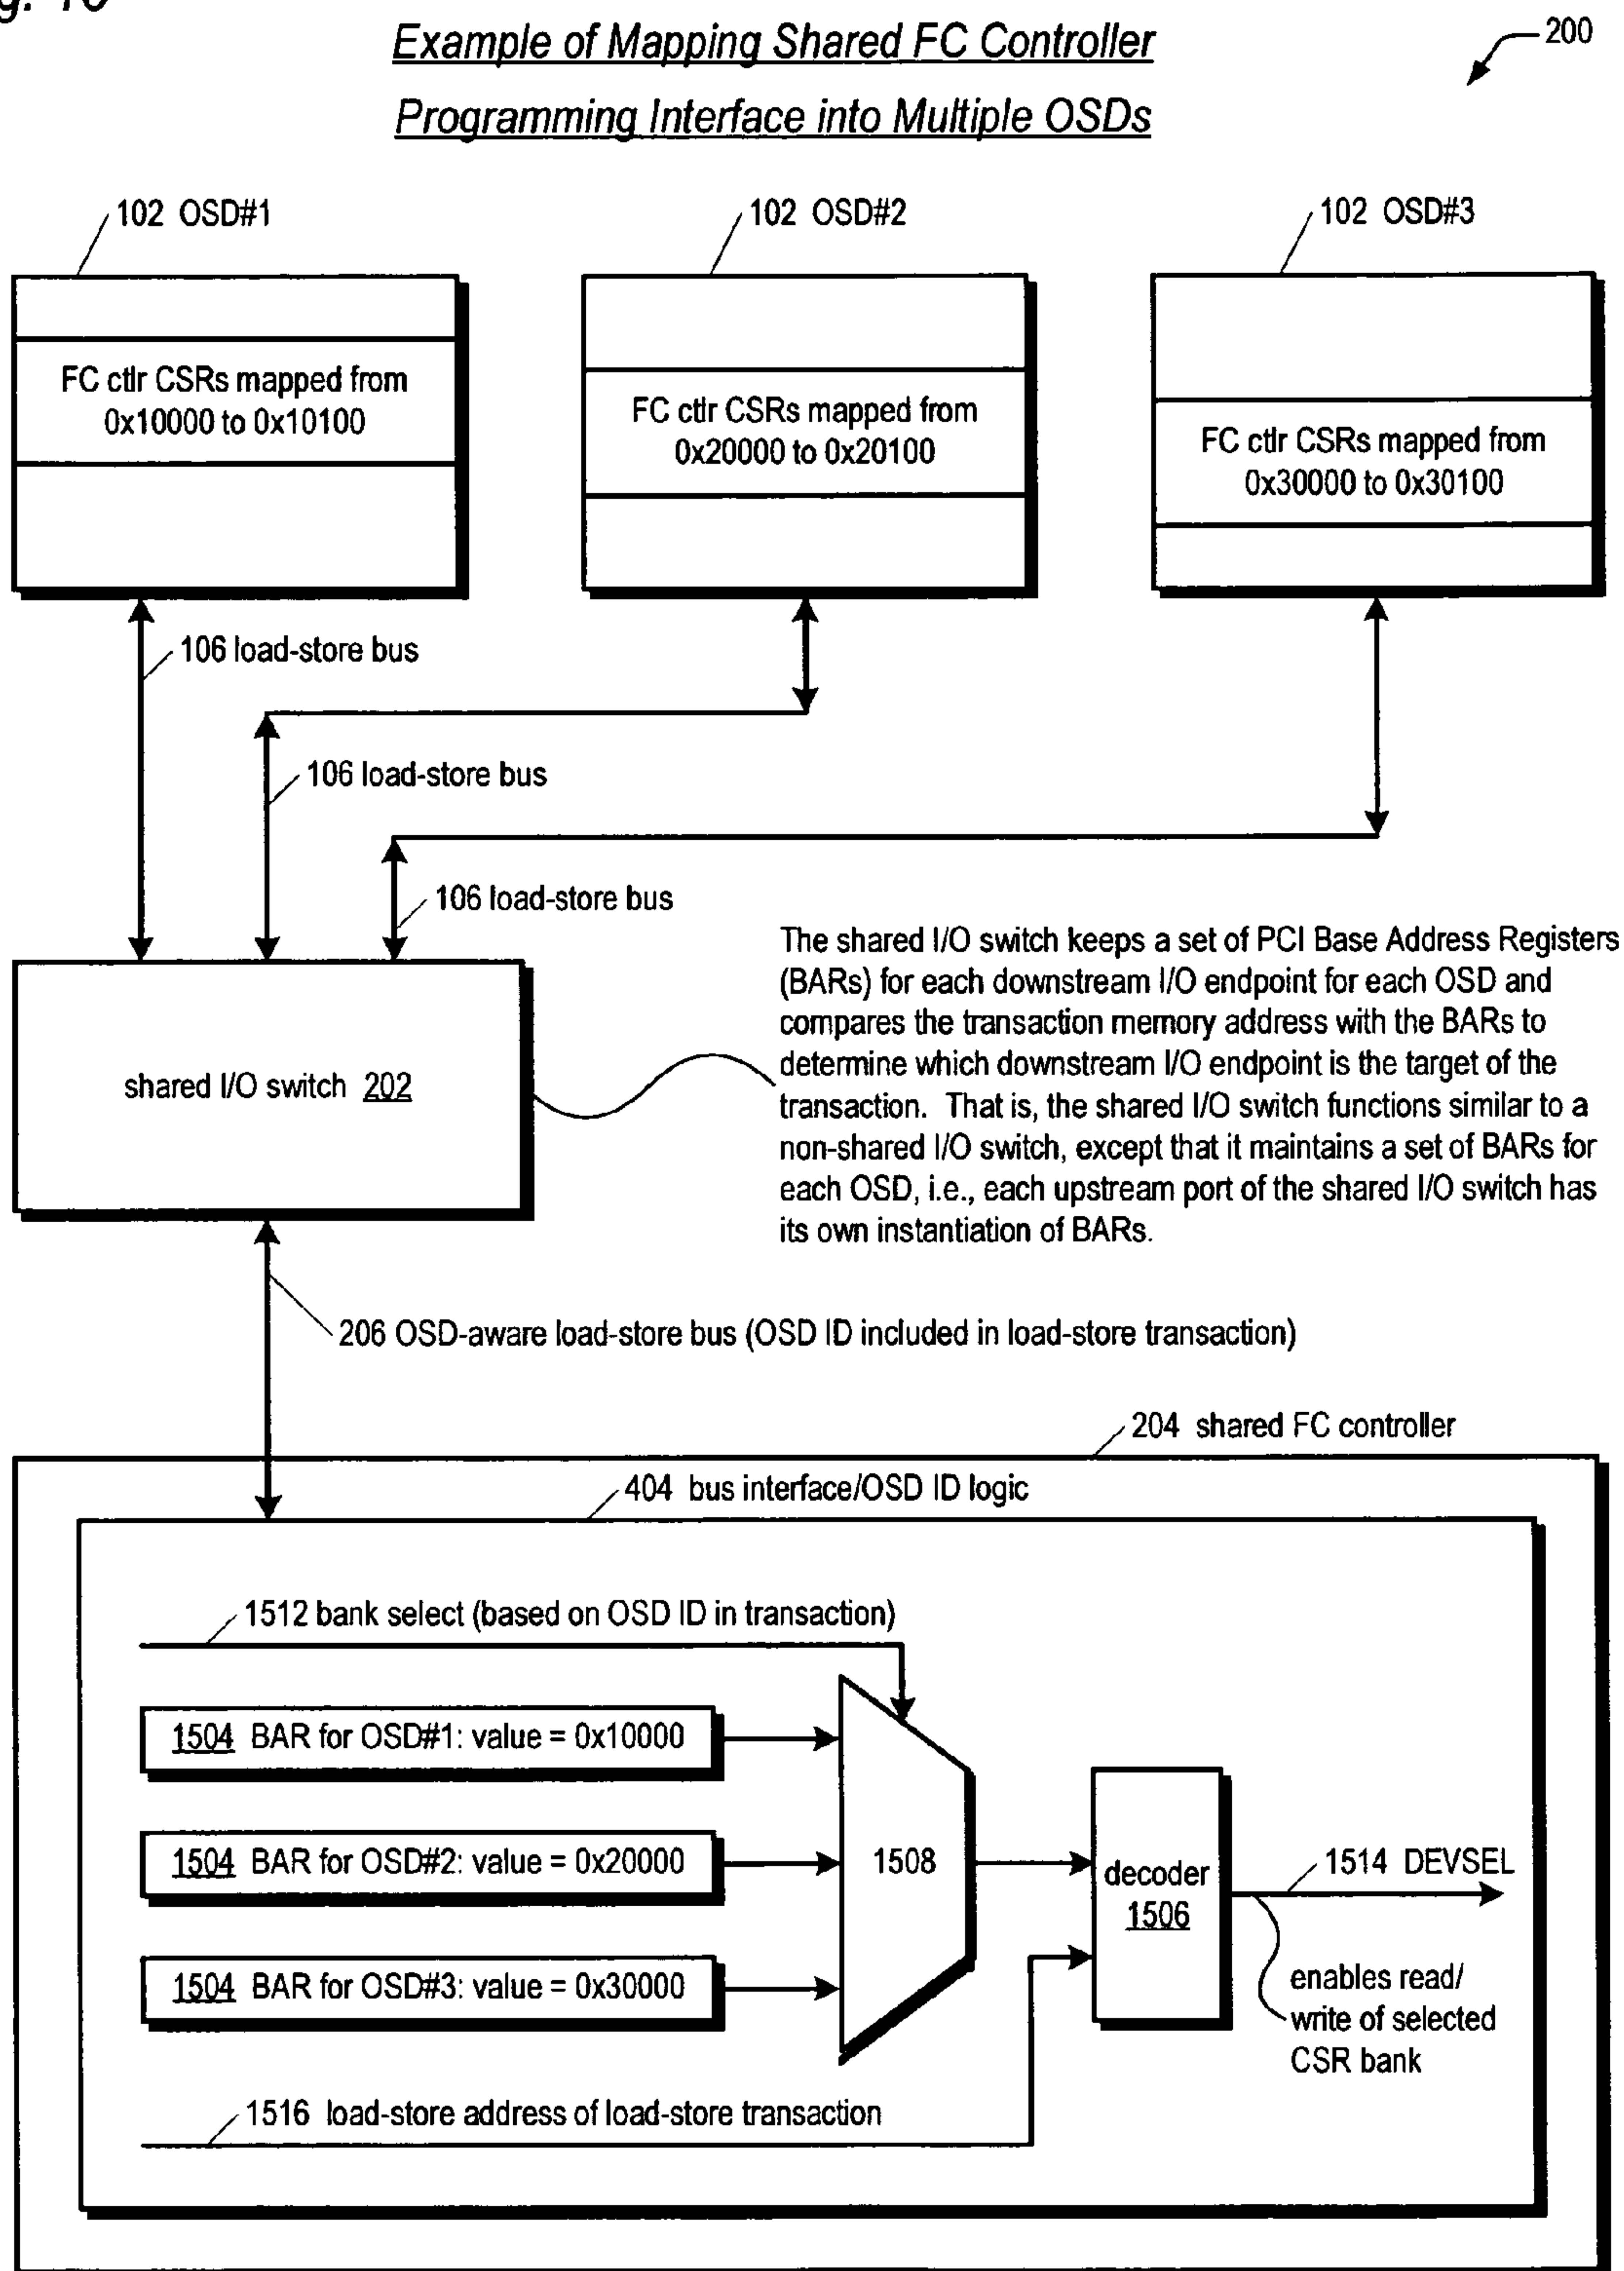 Example of Mapping Shared FC Controller
Programming Interface into Multiple OSDs
200
102 OSD#1
102 OSD#2
102 OSD#3
FC ctlr CSRs mapped from
0x10000 to 0x10100
FC ctlr CSRs mapped from
0x20000 to 0x20100
FC ctlr CSRs mapped from
0x30000 to 0x30100
106 load-store bus
106 load-store bus
106 load-store bus
shared I/O switch 202
The shared I/O switch keeps a set of PCI Base Address Registers
(BARs) for each downstream I/O endpoint for each OSD and
compares the transaction memory address with the BARs to
determine which downstream I/O endpoint is the target of the
transaction. That is, the shared I/O switch functions similar to a
non-shared I/O switch, except that it maintains a set of BARs for
each OSD, i.e., each upstream port of the shared I/O switch has
its own instantiation of BARs.
206 OSD-aware load-store bus (OSD ID included in load-store transaction)
204 shared FC controller
404 bus interface/OSD ID logic
1512 bank select (based on OSD ID in transaction)
1504 BAR for OSD#1: value = 0x10000
1504 BAR for OSD#2: value = 0x20000
1504 BAR for OSD#3: value = 0x30000
1508
decoder
1506
1514 DEVSEL
enables read/
write of selected
CSR bank
1516 load-store address of load-store transaction